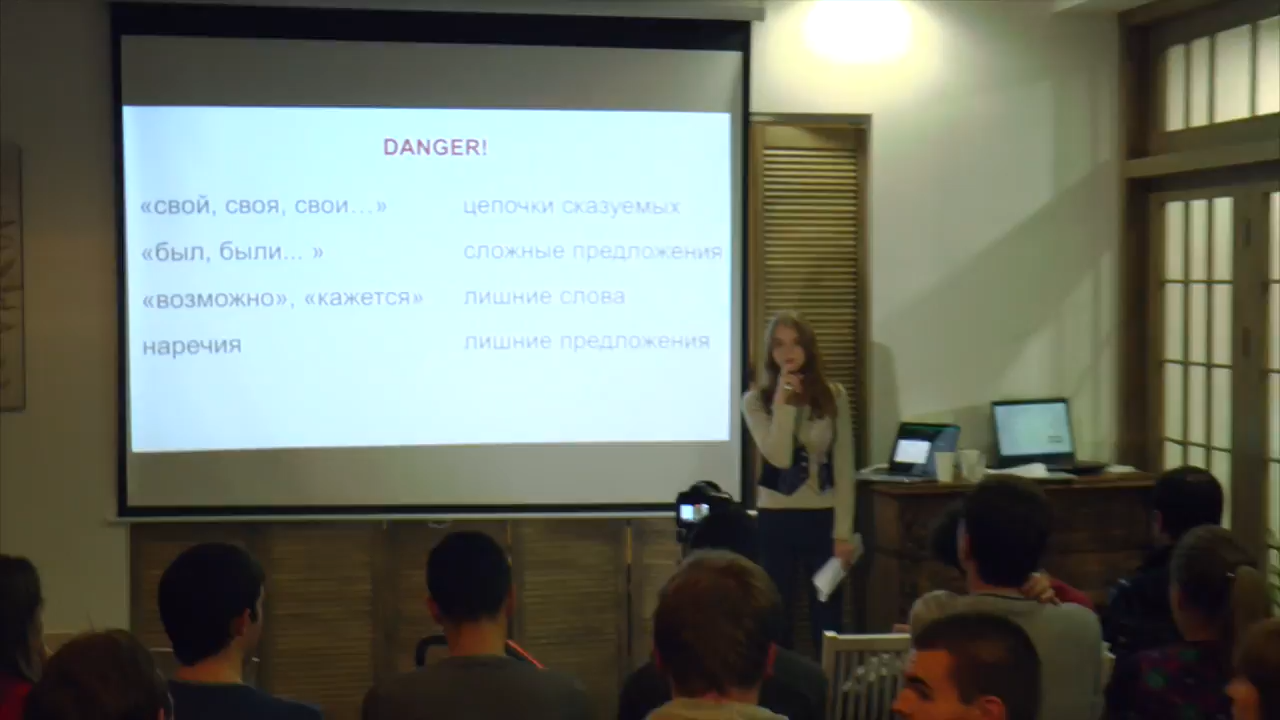 DANGER!
«свой, своя, свои...» цепочки сказуемых
«был, были... » сложные предложения
«возможно», «кажется» лишние слова
наречия лишние предложения